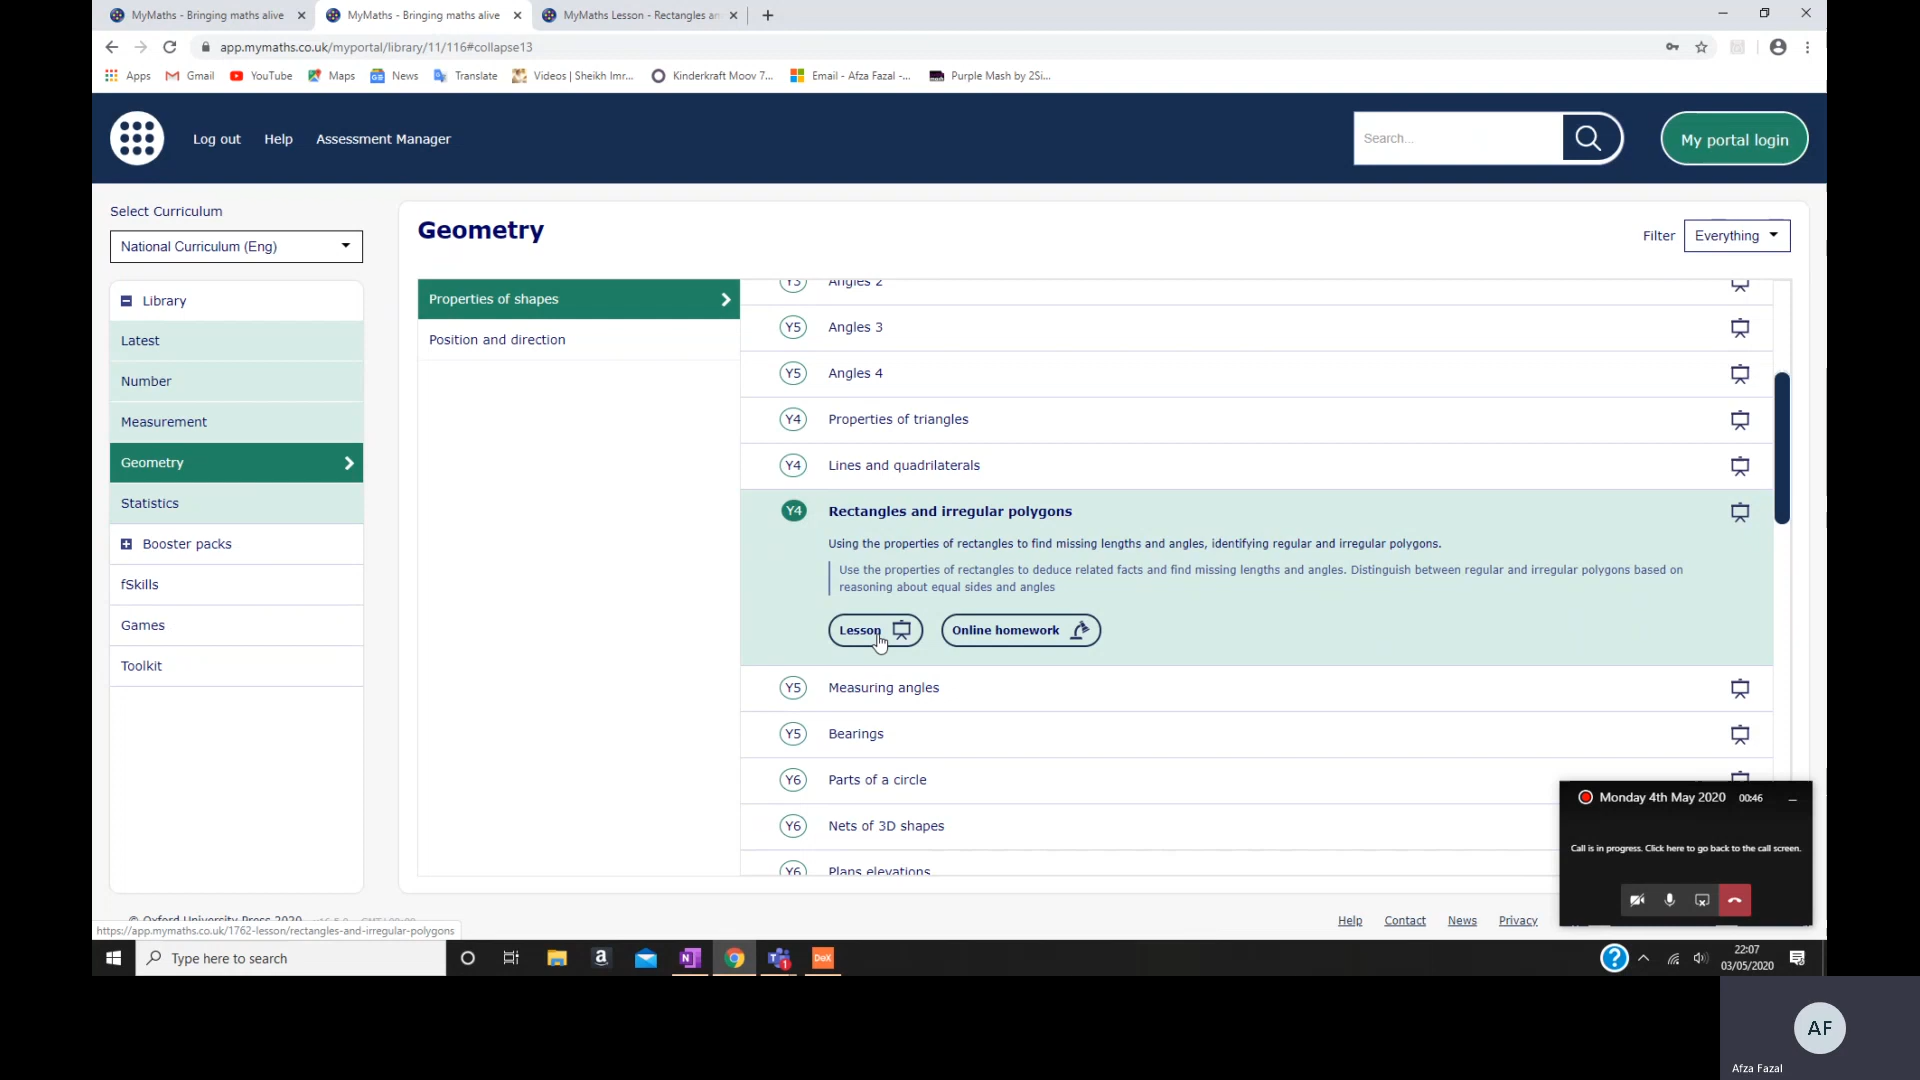 MyMaths - Bringing maths alive
MyMaths - Bringing maths alive
MyMaths Lesson - Rectangles an
app.mymaths.co.uk/myportal/library/11/116#collapse13
Apps
Gmail
YouTube
Maps
News
Translate
Videos | Sheikh Imr...
Kinderkraft Moov 7...
Email - Afza Fazal -...
Purple Mash by 2Si...
Log out
Help
Assessment Manager
Search...
My portal login
Select Curriculum
National Curriculum (Eng)
Library
Latest
Number
Measurement
Geometry
Statistics
Booster packs
fSkills
Games
Toolkit
Geometry
Filter
Everything
Properties of shapes
Position and direction
Y3 Angles 2
Y5 Angles 3
Y5 Angles 4
Y4 Properties of triangles
Y4 Lines and quadrilaterals
Y4 Rectangles and irregular polygons
Using the properties of rectangles to find missing lengths and angles, identifying regular and irregular polygons.
Use the properties of rectangles to deduce related facts and find missing lengths and angles. Distinguish between regular and irregular polygons based on
reasoning about equal sides and angles
Lesson
Online homework
Y5 Measuring angles
Y5 Bearings
Y6 Parts of a circle
Y6 Nets of 3D shapes
Y6 Plans elevations
Monday 4th May 2020 00:46
Call is in progress. Click here to go back to the call screen.
© Oxford University Press 2020
Help
Contact
News
Privacy
https://app.mymaths.co.uk/1762-lesson/rectangles-and-irregular-polygons
Type here to search
DeX
22:07
03/05/2020
AF
Afza Fazal